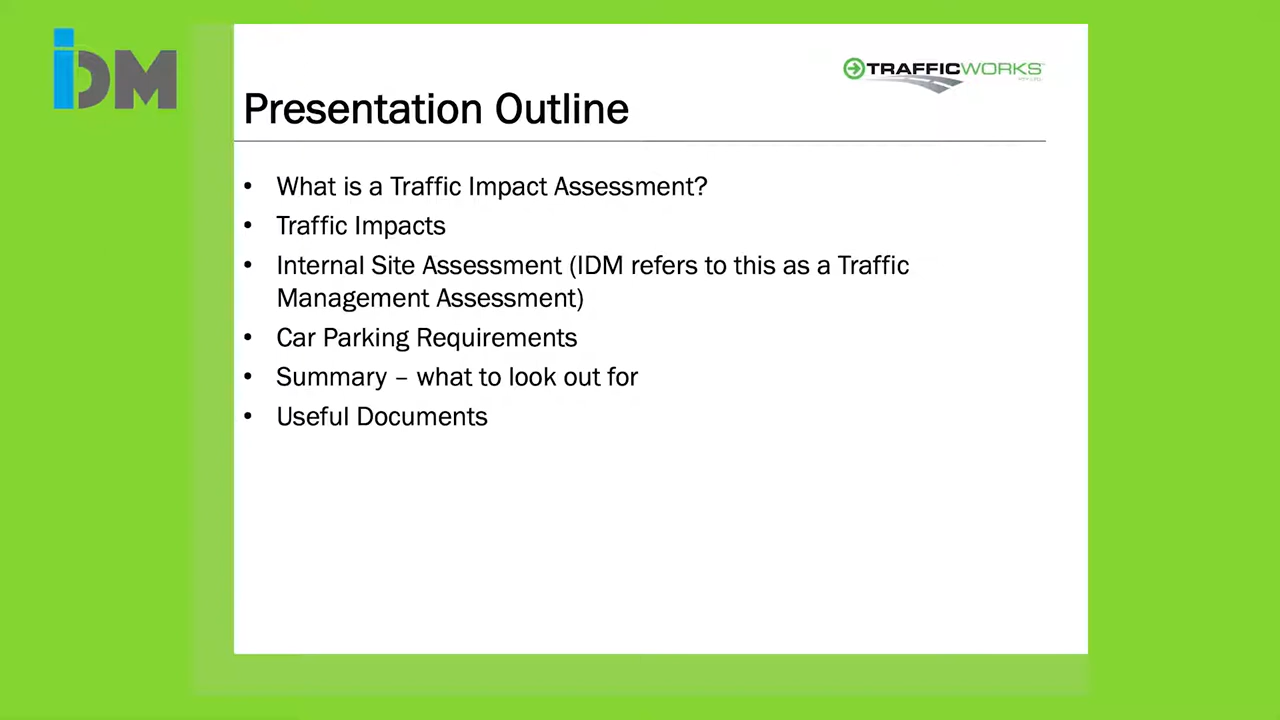 iDM
TRAFFICWORKS
Presentation Outline
• What is a Traffic Impact Assessment?
• Traffic Impacts
• Internal Site Assessment (IDM refers to this as a Traffic
Management Assessment)
• Car Parking Requirements
• Summary – what to look out for
• Useful Documents